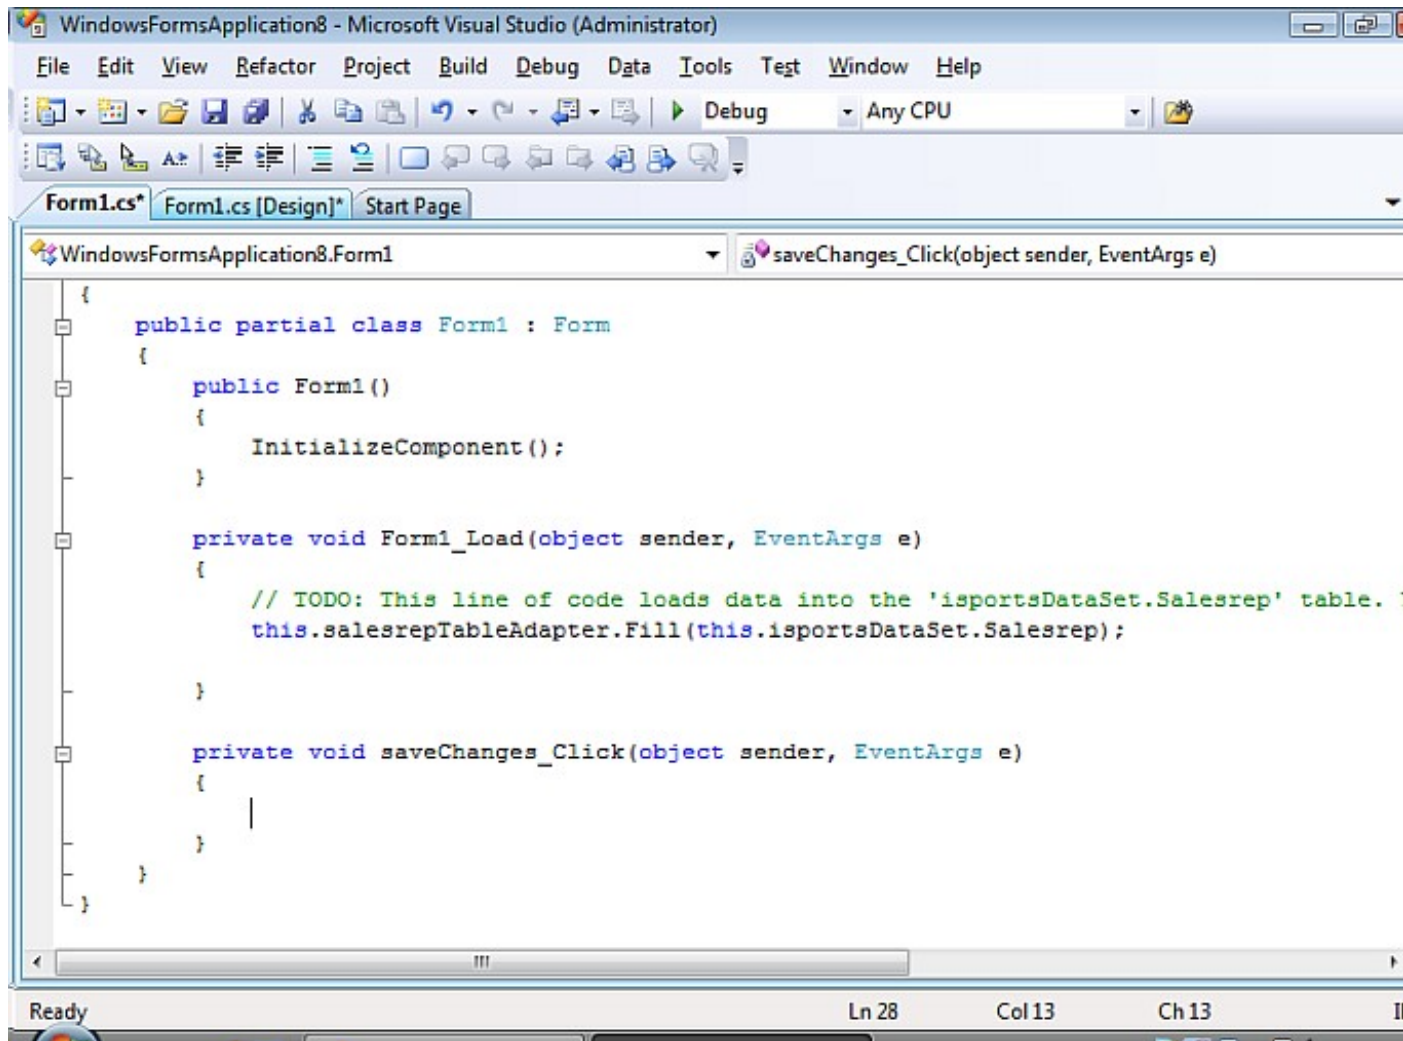 WindowsFormsApplication8 - Microsoft Visual Studio (Administrator)
File Edit View Refactor Project Build Debug Data Tools Test Window Help
Debug Any CPU
Form1.cs* Form1.cs [Design]* Start Page
WindowsFormsApplication8.Form1 saveChanges_Click(object sender, EventArgs e)
{
public partial class Form1 : Form
{
public Form1()
{
InitializeComponent();
}
private void Form1_Load(object sender, EventArgs e)
{
// TODO: This line of code loads data into the 'isportsDataSet.Salesrep' table.
this.salesrepTableAdapter.Fill(this.isportsDataSet.Salesrep);
}
private void saveChanges_Click(object sender, EventArgs e)
{
}
}
}
Ready Ln 28 Col 13 Ch 13